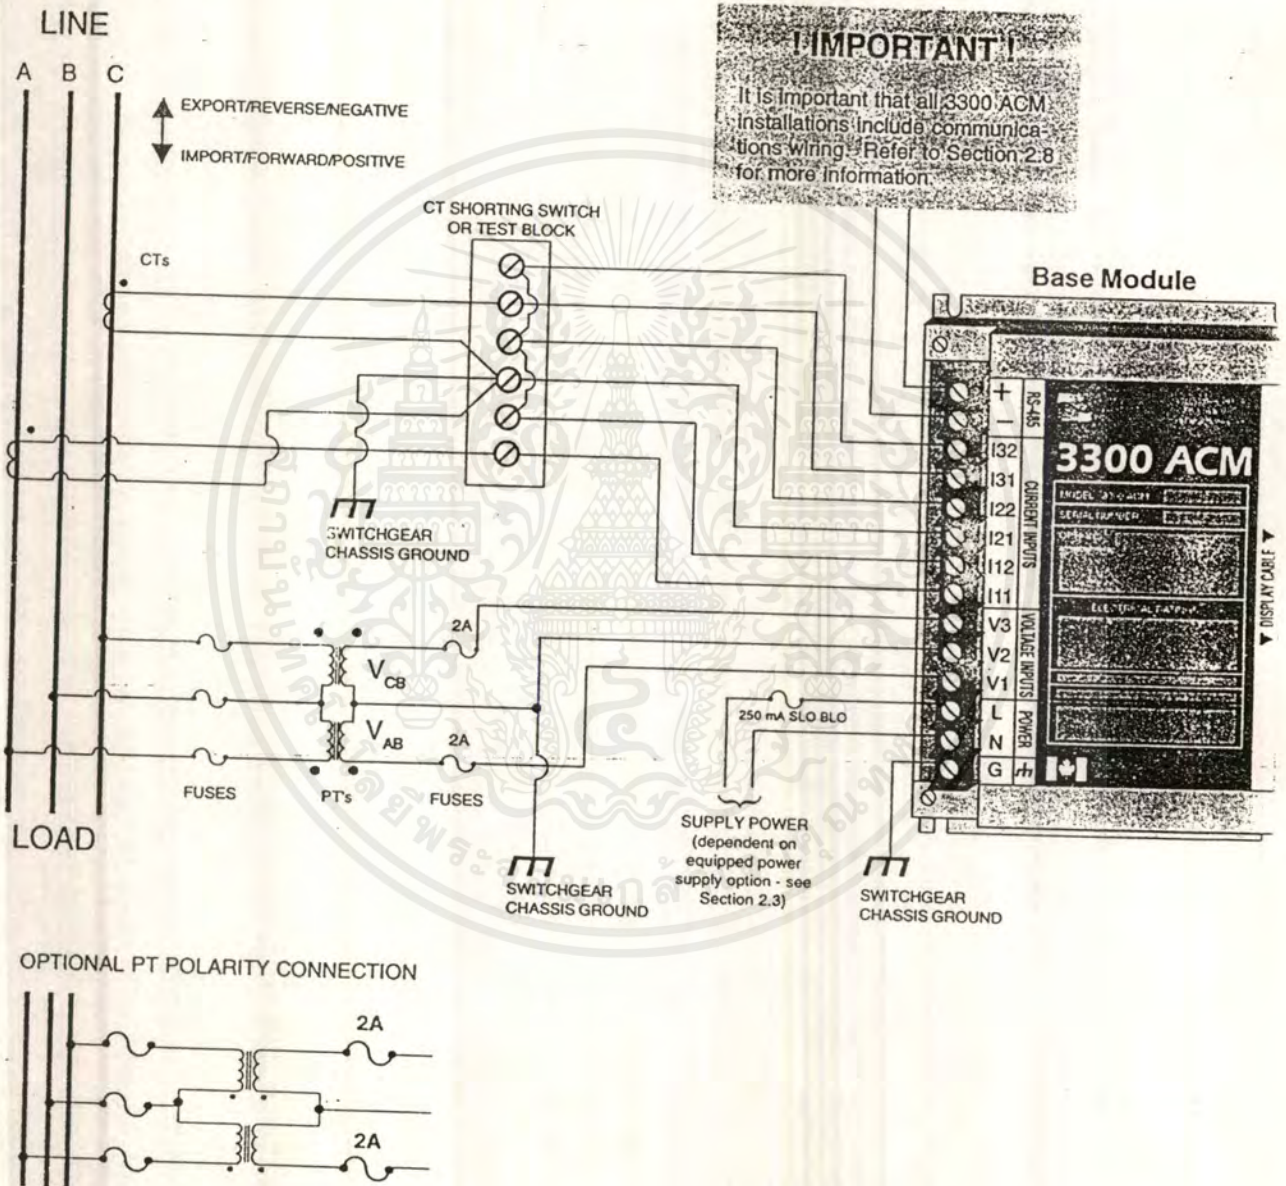 LINE
A B C
EXPORT/REVERSE/NEGATIVE
IMPORT/FORWARD/POSITIVE
! IMPORTANT !
It is important that all 3300 ACM
installations include communica-
tions wiring. Refer to Section 2.8
for more information.
CT SHORTING SWITCH
OR TEST BLOCK
CTs
Base Module
+
−
RS-485
I32
I31
I22
I21
I12
I11
CURRENT INPUTS
V3
V2
V1
VOLTAGE INPUTS
L
N
POWER
G
3300 ACM
SERIAL NUMBER
DISPLAY CABLE
SWITCHGEAR
CHASSIS GROUND
2A
VCB
VAB
2A
FUSES
PT's
FUSES
250 mA SLO BLO
LOAD
SWITCHGEAR
CHASSIS GROUND
SUPPLY POWER
(dependent on
equipped power
supply option - see
Section 2.3)
SWITCHGEAR
CHASSIS GROUND
OPTIONAL PT POLARITY CONNECTION
2A
2A